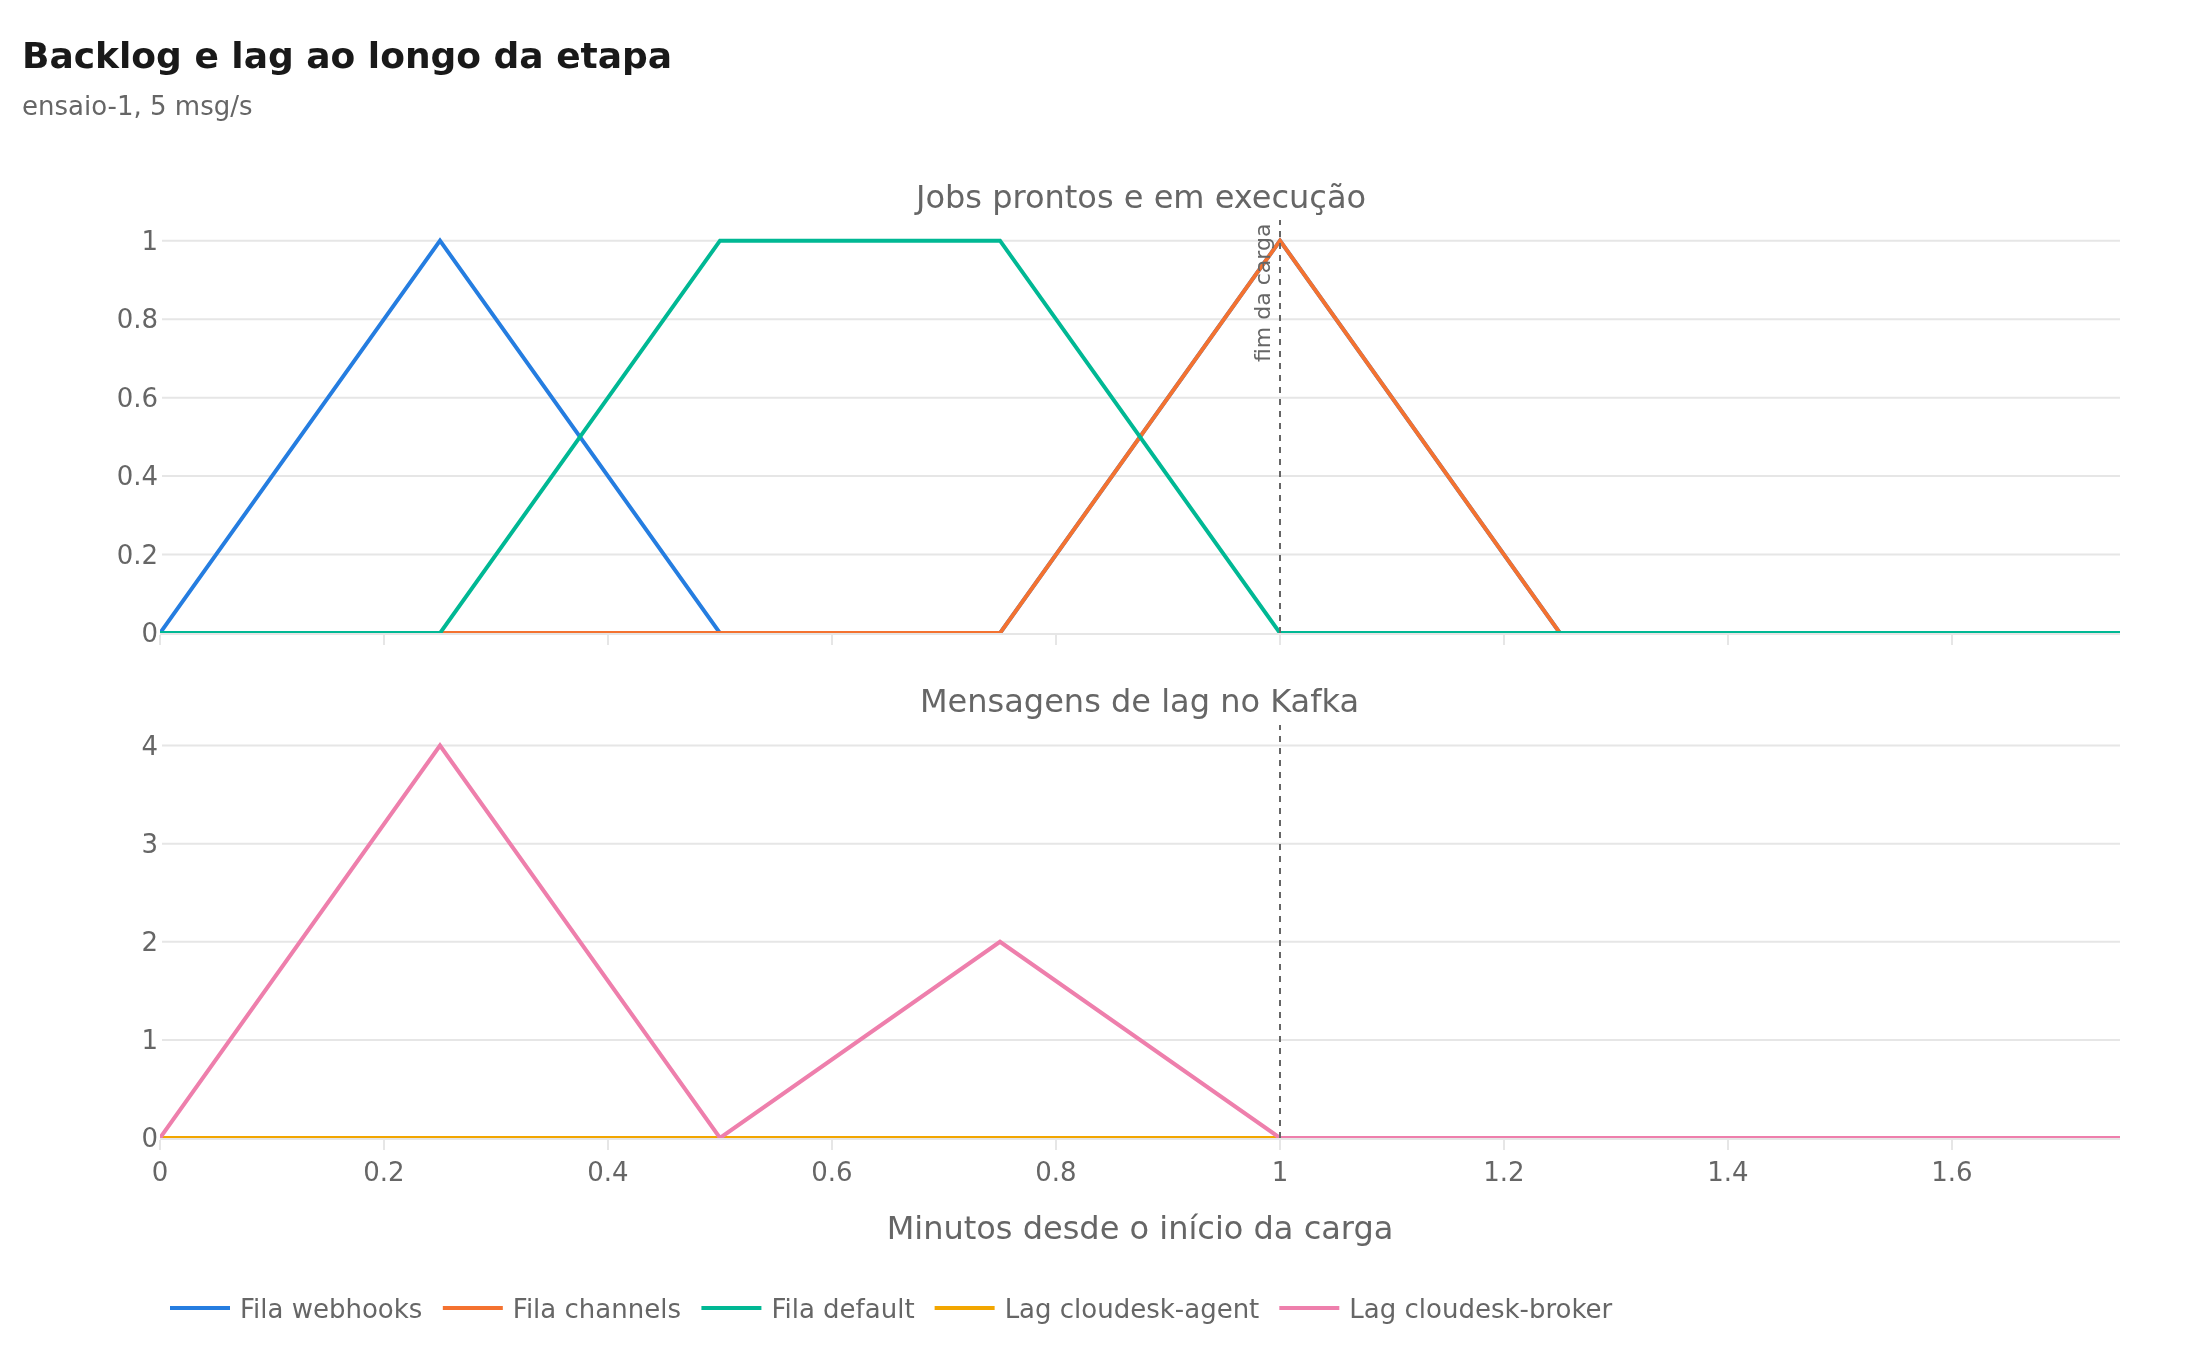 Backlog e lag ao longo da etapa
ensaio-1, 5 msg/s
Jobs prontos e em execução
1
0.8
0.6
0.4
0.2
0
fim da carga
Mensagens de lag no Kafka
4
3
2
1
0
0 0.2 0.4 0.6 0.8 1 1.2 1.4 1.6
Minutos desde o início da carga
Fila webhooks Fila channels Fila default Lag cloudesk-agent Lag cloudesk-broker